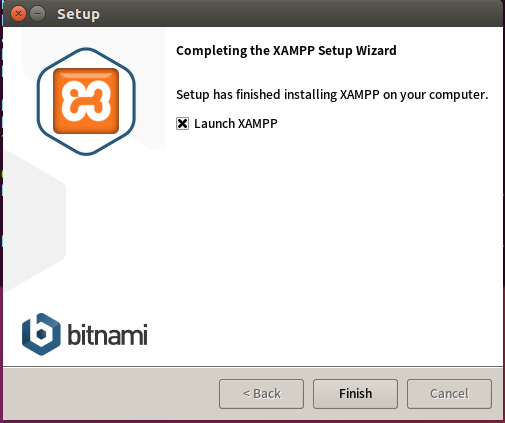 Setup
Completing the XAMPP Setup Wizard
Setup has finished installing XAMPP on your computer.
Launch XAMPP
bitnami
< Back
Finish
Cancel